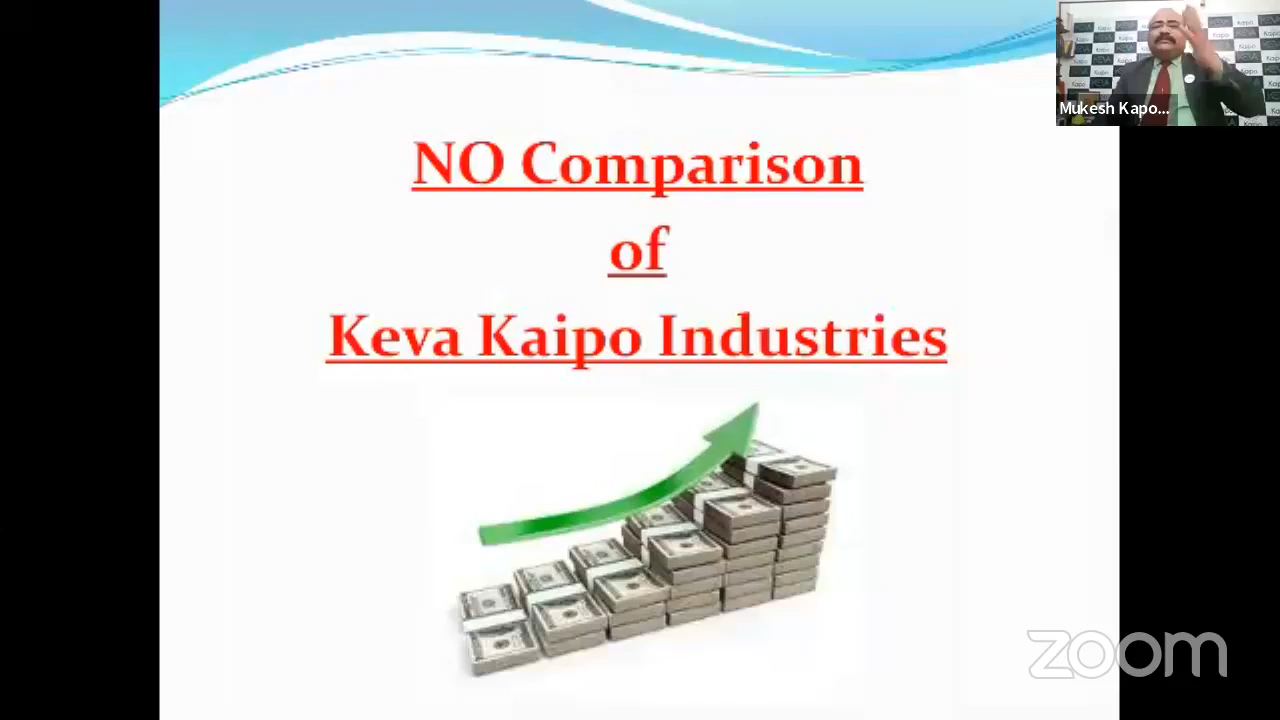 NO Comparison
of
Keva Kaipo Industries
Mukesh Kapo...
zoom